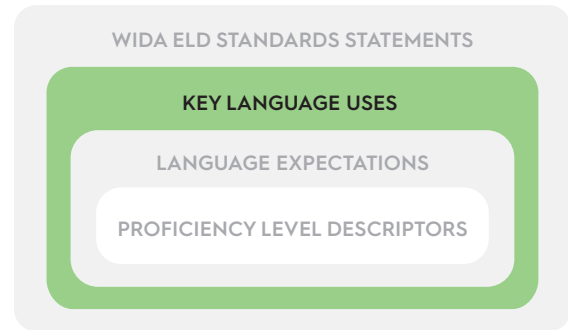 WIDA ELD STANDARDS STATEMENTS
KEY LANGUAGE USES
LANGUAGE EXPECTATIONS
PROFICIENCY LEVEL DESCRIPTORS